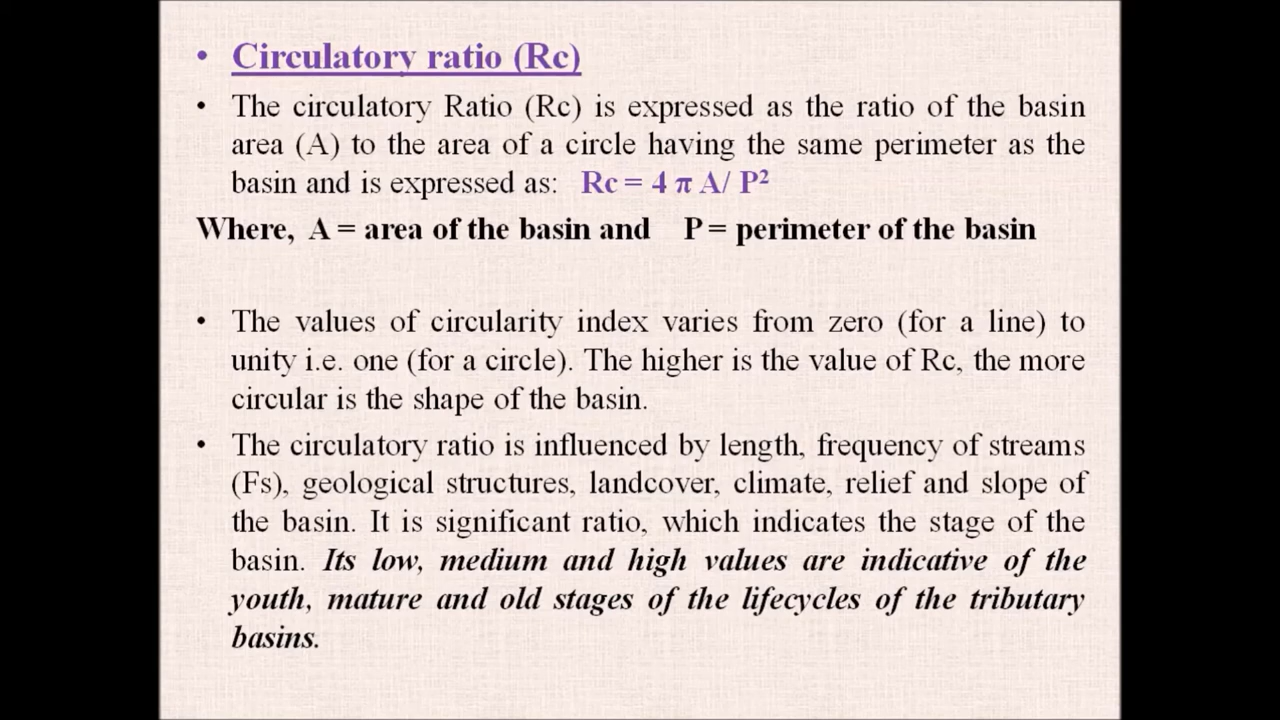 • Circulatory ratio (Rc)
• The circulatory Ratio (Rc) is expressed as the ratio of the basin
area (A) to the area of a circle having the same perimeter as the
basin and is expressed as: Rc = 4 π A/ P²
Where, A = area of the basin and P = perimeter of the basin
• The values of circularity index varies from zero (for a line) to
unity i.e. one (for a circle). The higher is the value of Rc, the more
circular is the shape of the basin.
• The circulatory ratio is influenced by length, frequency of streams
(Fs), geological structures, landcover, climate, relief and slope of
the basin. It is significant ratio, which indicates the stage of the
basin. Its low, medium and high values are indicative of the
youth, mature and old stages of the lifecycles of the tributary
basins.